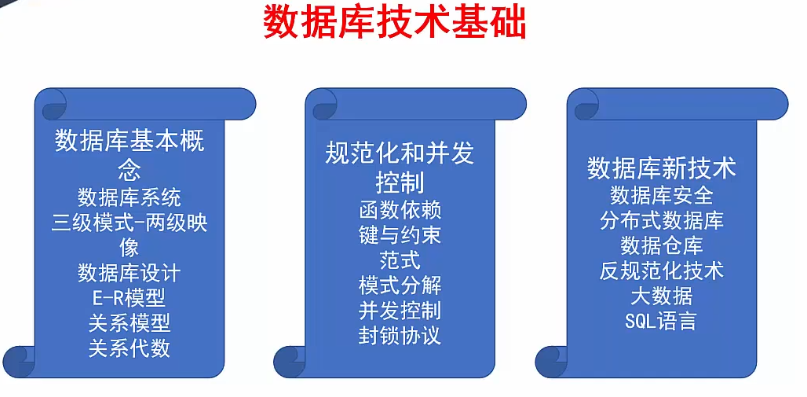 数据库技术基础
数据库基本概
念
数据库系统
三级模式-两级映
像
数据库设计
E-R模型
关系模型
关系代数
规范化和并发
控制
函数依赖
键与约束
范式
模式分解
并发控制
封锁协议
数据库新技术
数据库安全
分布式数据库
数据仓库
反规范化技术
大数据
SQL语言